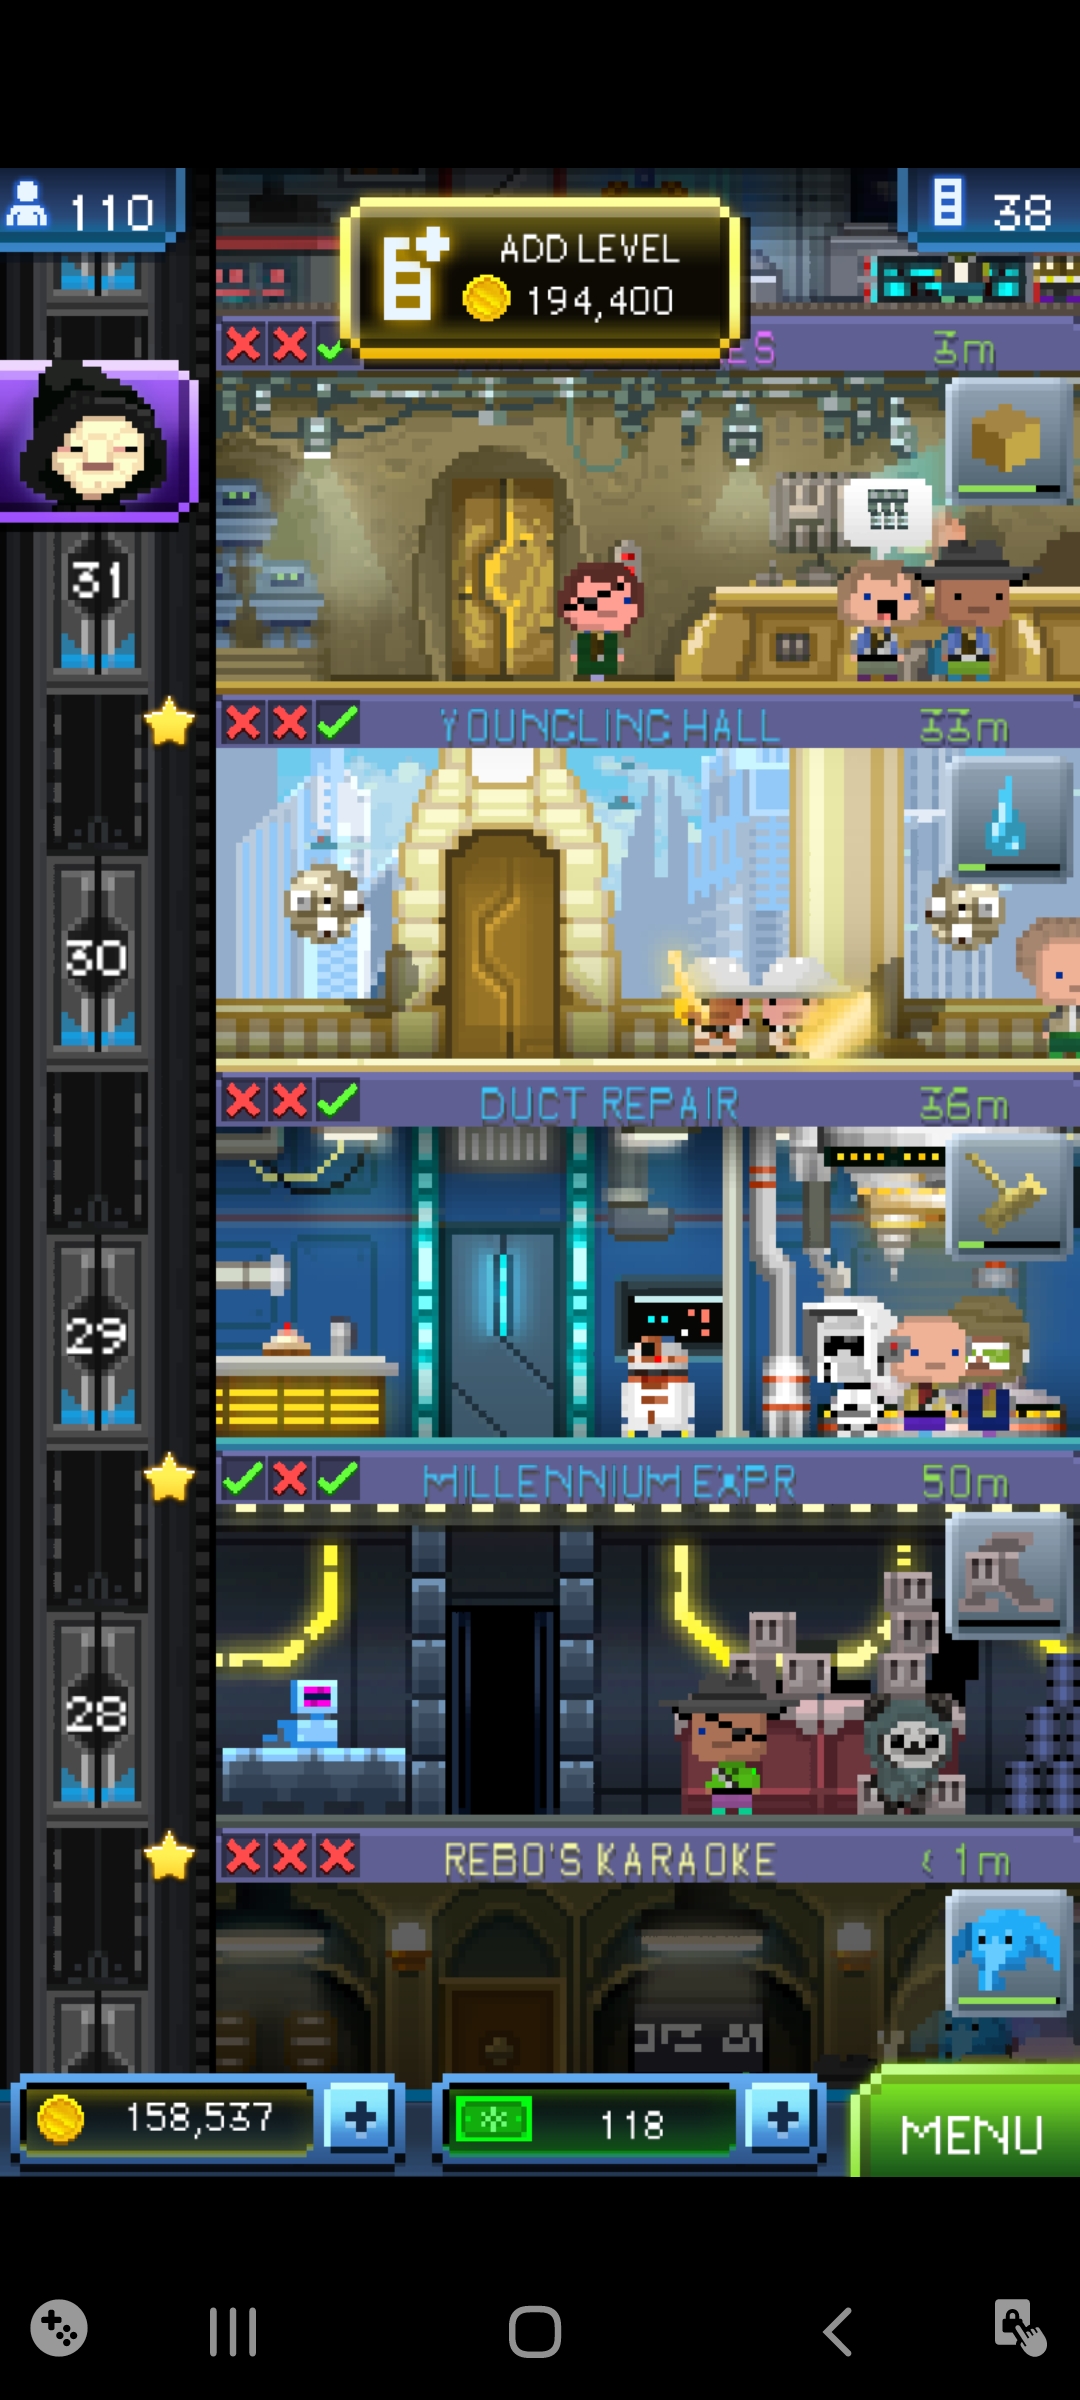 110
38
ADD LEVEL
194,400
ES
3m
31
YOUNGLING HALL
33m
30
DUCT REPAIR
36m
29
MILLENNIUM EXPR
50m
28
REBO'S KARAOKE
< 1m
158,537
118
MENU